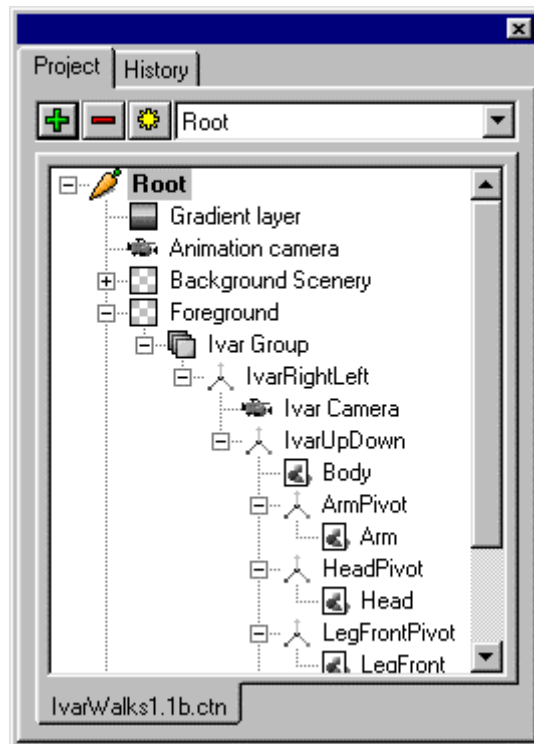 Project History
Root
Root
Gradient layer
Animation camera
Background Scenery
Foreground
Ivar Group
IvarRightLeft
Ivar Camera
IvarUpDown
Body
ArmPivot
Arm
HeadPivot
Head
LegFrontPivot
LegFront
IvarWalks1.1b.ctn